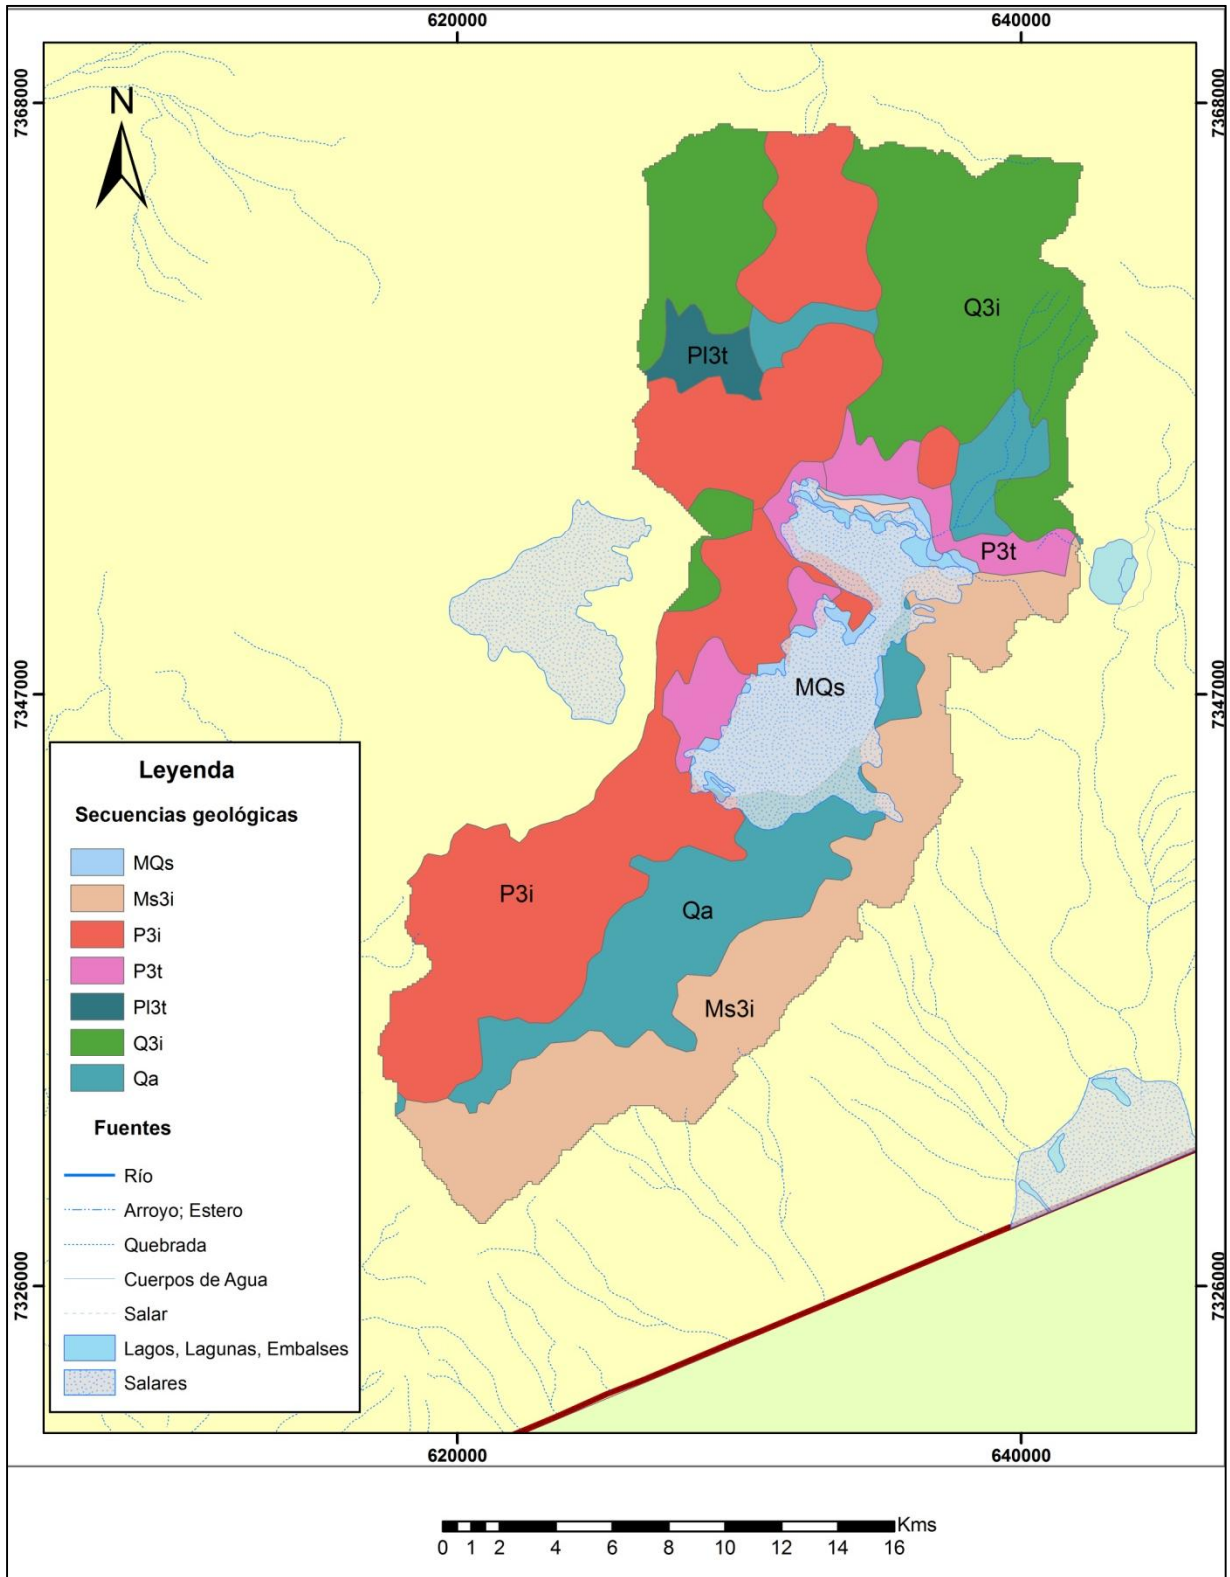 620000 640000
7368000 7368000
N
Q3i
Pl3t
P3t
7347000 MQs 7347000
Leyenda
Secuencias geológicas
MQs
Ms3i
P3i
P3t
Pl3t
Q3i
Qa
P3i
Qa
Ms3i
Fuentes
Río
Arroyo; Estero
Quebrada
Cuerpos de Agua
Salar
Lagos, Lagunas, Embalses
Salares
7326000 7326000
620000 640000
Kms
0 1 2 4 6 8 10 12 14 16